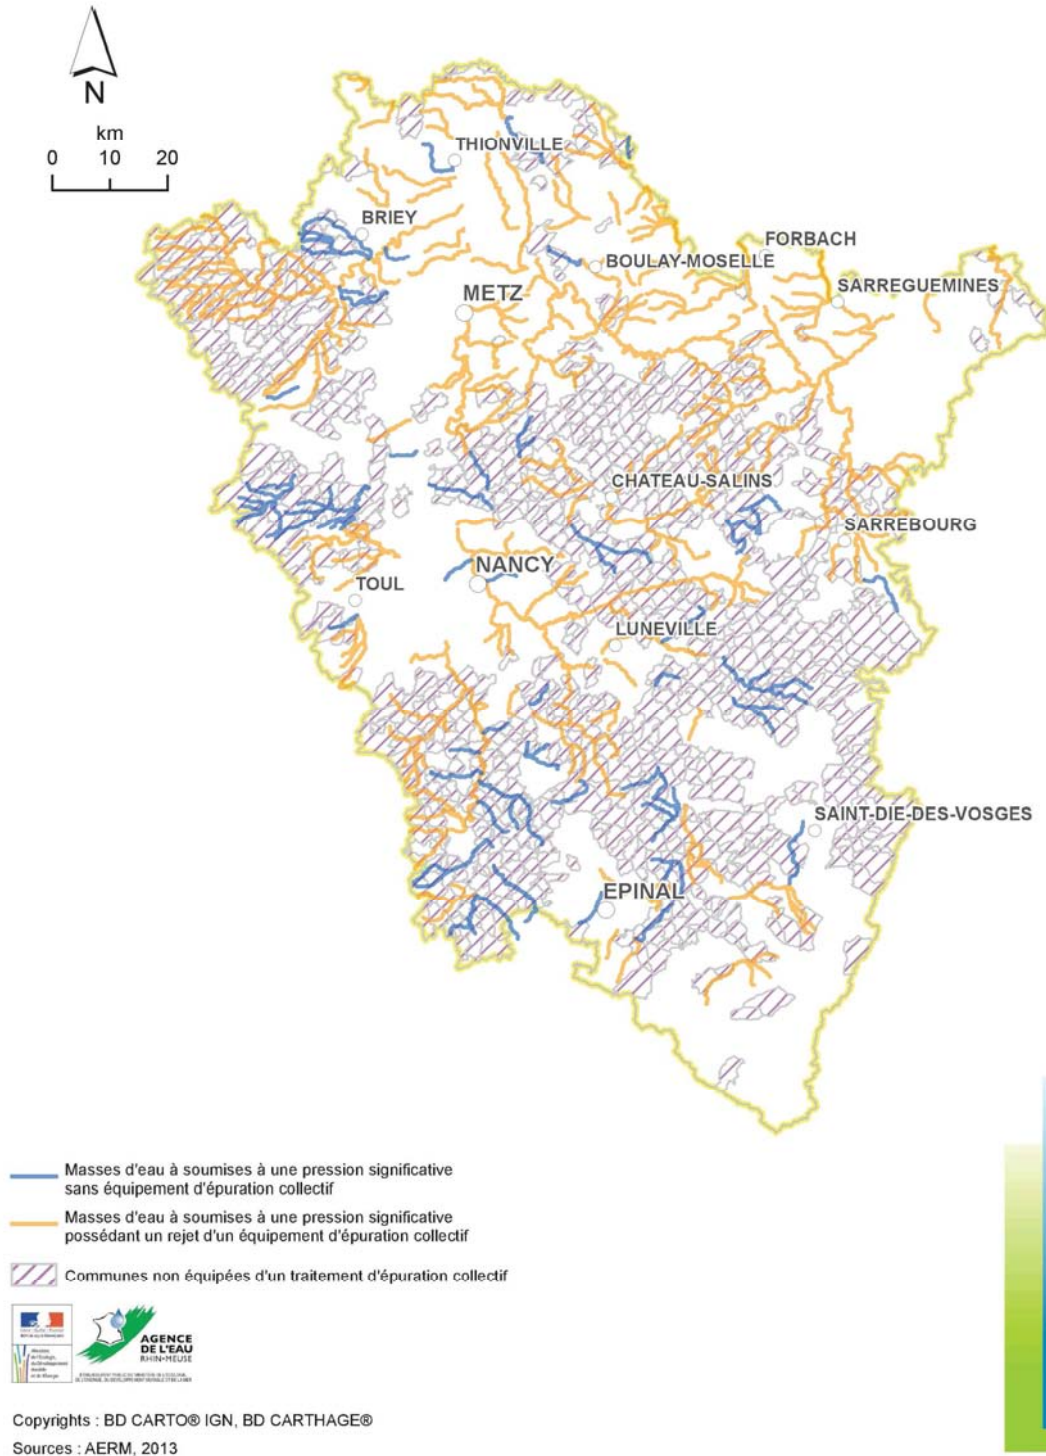 N
km
0 10 20
THIONVILLE
BRIEY
FORBACH
BOULAY-MOSELLE
SARREGUEMINES
METZ
CHATEAU-SALINS
SARREBOURG
NANCY
TOUL
LUNEVILLE
SAINT-DIE-DES-VOSGES
EPINAL
Masses d'eau à soumises à une pression significative
sans équipement d'épuration collectif
Masses d'eau à soumises à une pression significative
possédant un rejet d'un équipement d'épuration collectif
Communes non équipées d'un traitement d'épuration collectif
AGENCE
DE L'EAU
RHIN-MEUSE
Copyrights : BD CARTO® IGN, BD CARTHAGE®
Sources : AERM, 2013